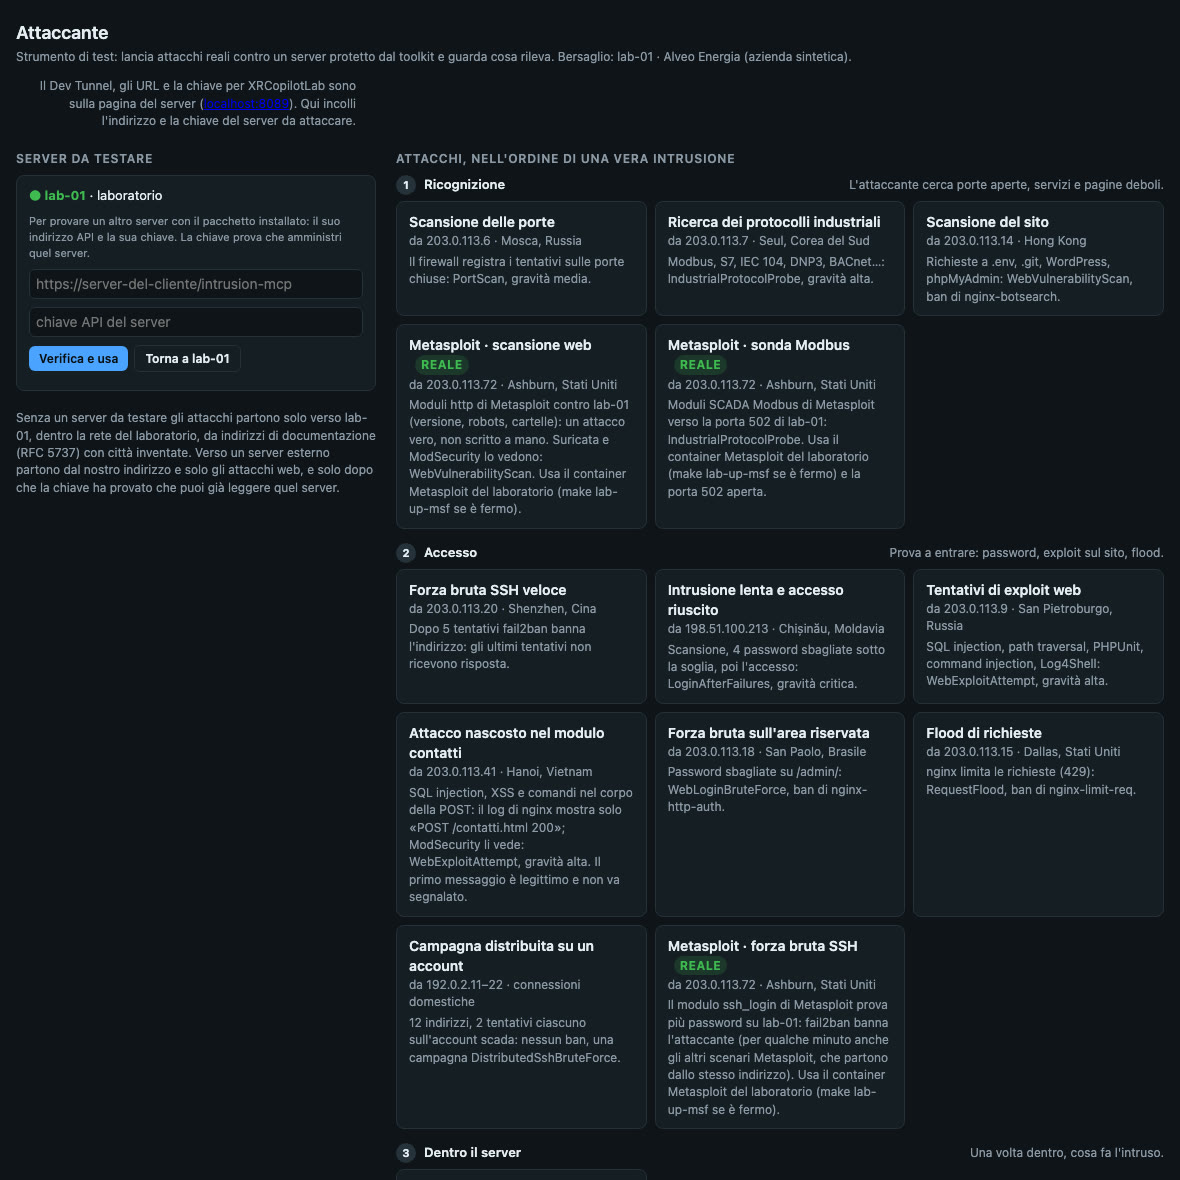 Attaccante
Strumento di test: lancia attacchi reali contro un server protetto dal toolkit e guarda cosa rileva. Bersaglio: lab-01 · Alveo Energia (azienda sintetica).
Il Dev Tunnel, gli URL e la chiave per XRCopilotLab sono
sulla pagina del server (). Qui incolli
l'indirizzo e la chiave del server da attaccare.
SERVER DA TESTARE
lab-01 · laboratorio
Per provare un altro server con il pacchetto installato: il suo
indirizzo API e la sua chiave. La chiave prova che amministri
quel server.
https://server-del-cliente/intrusion-mcp
chiave API del server
Verifica e usa
Torna a lab-01
Senza un server da testare gli attacchi partono solo verso lab-
01, dentro la rete del laboratorio, da indirizzi di documentazione
(RFC 5737) con città inventate. Verso un server esterno
partono dal nostro indirizzo e solo gli attacchi web, e solo dopo
che la chiave ha provato che puoi già leggere quel server.
ATTACCHI, NELL'ORDINE DI UNA VERA INTRUSIONE
1 Ricognizione
L'attaccante cerca porte aperte, servizi e pagine deboli.
Scansione delle porte
da 203.0.113.6 · Mosca, Russia
Il firewall registra i tentativi sulle porte
chiuse: PortScan, gravità media.
Ricerca dei protocolli industriali
da 203.0.113.7 · Seul, Corea del Sud
Modbus, S7, IEC 104, DNP3, BACnet…:
IndustrialProtocolProbe, gravità alta.
Scansione del sito
da 203.0.113.14 · Hong Kong
Richieste a .env, .git, WordPress,
phpMyAdmin: WebVulnerabilityScan,
ban di nginx-botsearch.
Metasploit · scansione web
REALE
da 203.0.113.72 · Ashburn, Stati Uniti
Moduli http di Metasploit contro lab-01
(versione, robots, cartelle): un attacco
vero, non scritto a mano. Suricata e
ModSecurity lo vedono:
WebVulnerabilityScan. Usa il container
Metasploit del laboratorio (make lab-
up-msf se è fermo).
Metasploit · sonda Modbus
REALE
da 203.0.113.72 · Ashburn, Stati Uniti
Moduli SCADA Modbus di Metasploit
verso la porta 502 di lab-01:
IndustrialProtocolProbe. Usa il
container Metasploit del laboratorio
(make lab-up-msf se è fermo) e la
porta 502 aperta.
2 Accesso
Prova a entrare: password, exploit sul sito, flood.
Forza bruta SSH veloce
da 203.0.113.20 · Shenzhen, Cina
Dopo 5 tentativi fail2ban banna
l'indirizzo: gli ultimi tentativi non
ricevono risposta.
Intrusione lenta e accesso
riuscito
da 198.51.100.213 · Chișinău, Moldavia
Scansione, 4 password sbagliate sotto
la soglia, poi l'accesso:
LoginAfterFailures, gravità critica.
Tentativi di exploit web
da 203.0.113.9 · San Pietroburgo,
Russia
SQL injection, path traversal, PHPUnit,
command injection, Log4Shell:
WebExploitAttempt, gravità alta.
Attacco nascosto nel modulo
contatti
da 203.0.113.41 · Hanoi, Vietnam
SQL injection, XSS e comandi nel corpo
della POST: il log di nginx mostra solo
«POST /contatti.html 200»;
ModSecurity li vede:
WebExploitAttempt, gravità alta. Il
primo messaggio è legittimo e non va
segnalato.
Forza bruta sull'area riservata
da 203.0.113.18 · San Paolo, Brasile
Password sbagliate su /admin/:
WebLoginBruteForce, ban di nginx-
http-auth.
Flood di richieste
da 203.0.113.15 · Dallas, Stati Uniti
nginx limita le richieste (429):
RequestFlood, ban di nginx-limit-req.
Campagna distribuita su un
account
da 192.0.2.11–22 · connessioni
domestiche
12 indirizzi, 2 tentativi ciascuno
sull'account scada: nessun ban, una
campagna DistributedSshBruteForce.
Metasploit · forza bruta SSH
REALE
da 203.0.113.72 · Ashburn, Stati Uniti
Il modulo ssh_login di Metasploit prova
più password su lab-01: fail2ban banna
l'attaccante (per qualche minuto anche
gli altri scenari Metasploit, che partono
dallo stesso indirizzo). Usa il container
Metasploit del laboratorio (make lab-
up-msf se è fermo).
3 Dentro il server
Una volta dentro, cosa fa l'intruso.